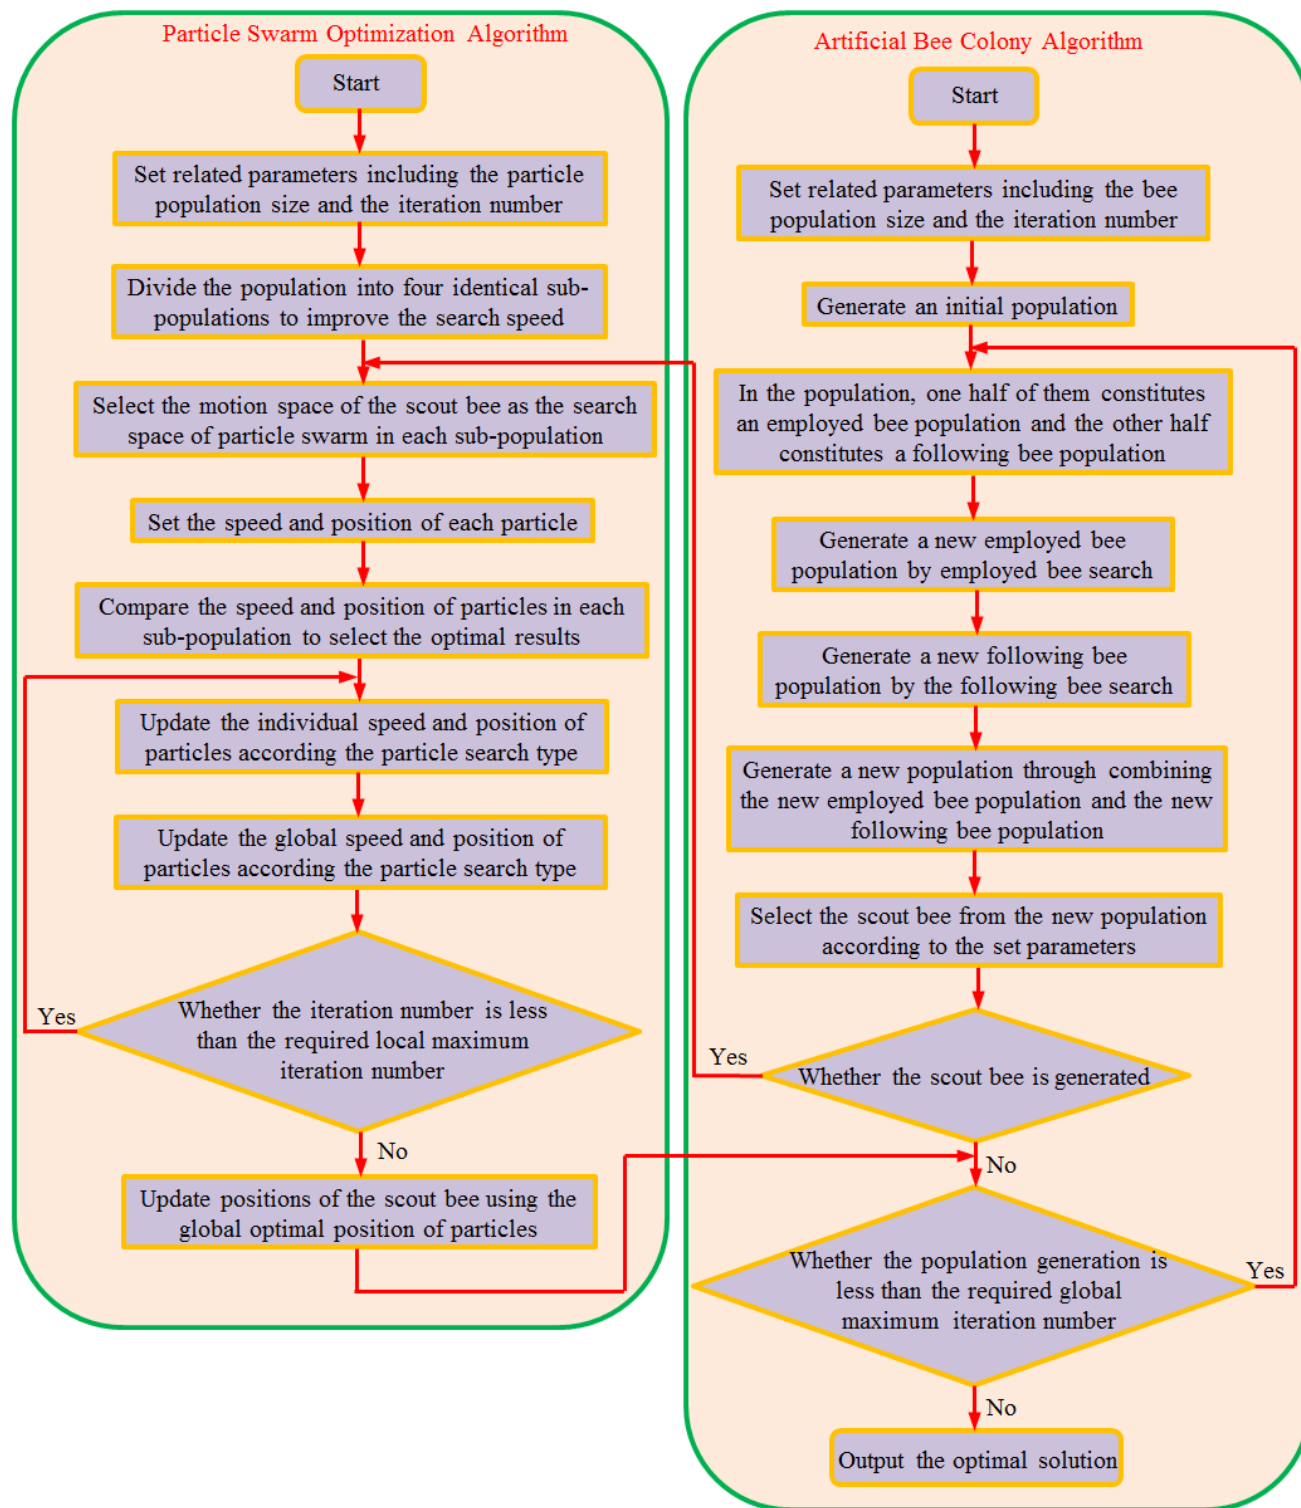 Particle Swarm Optimization Algorithm
Start
Set related parameters including the particle
population size and the iteration number
Divide the population into four identical sub-
populations to improve the search speed
Select the motion space of the scout bee as the search
space of particle swarm in each sub-population
Set the speed and position of each particle
Compare the speed and position of particles in each
sub-population to select the optimal results
Update the individual speed and position of
particles according the particle search type
Update the global speed and position of
particles according the particle search type
Yes
Whether the iteration number is less
than the required local maximum
iteration number
No
Update positions of the scout bee using the
global optimal position of particles
Artificial Bee Colony Algorithm
Start
Set related parameters including the bee
population size and the iteration number
Generate an initial population
In the population, one half of them constitutes
an employed bee population and the other half
constitutes a following bee population
Generate a new employed bee
population by employed bee search
Generate a new following bee
population by the following bee search
Generate a new population through combining
the new employed bee population and the new
following bee population
Select the scout bee from the new population
according to the set parameters
Yes
Whether the scout bee is generated
No
Whether the population generation is
less than the required global
maximum iteration number
Yes
No
Output the optimal solution